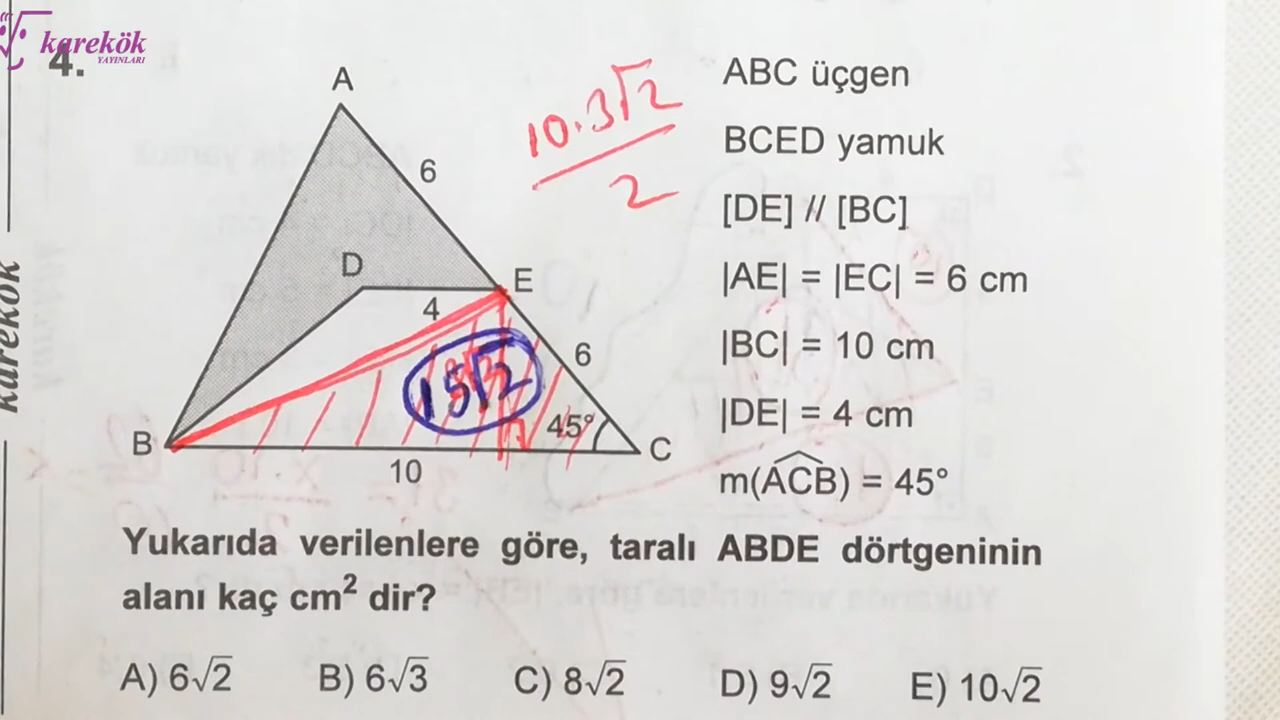 karekök
YAYINLARI
4.
A
6
D
E
4
6
15√2
45°
B
C
10
10.3√2
2
ABC üçgen
BCED yamuk
[DE] // [BC]
|AE| = |EC| = 6 cm
|BC| = 10 cm
|DE| = 4 cm
m(ACB) = 45°
karekök
Yukarıda verilenlere göre, taralı ABDE dörtgeninin
alanı kaç cm² dir?
A) 6√2 B) 6√3 C) 8√2 D) 9√2 E) 10√2